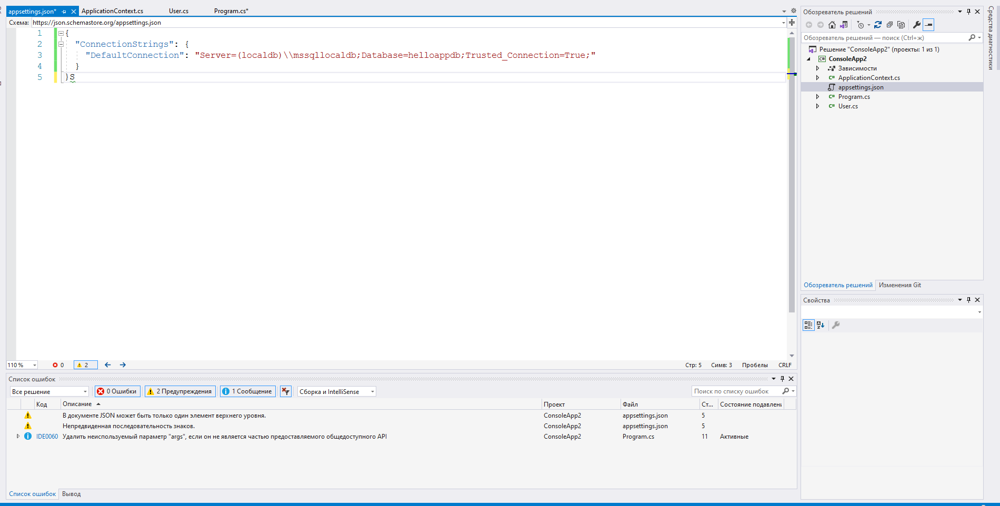 appsettings.json*
ApplicationContext.cs
User.cs
Program.cs*
Схема: https://json.schemastore.org/appsettings.json
1 {
2 "ConnectionStrings": {
3 "DefaultConnection": "Server=(localdb)\\mssqllocaldb;Database=helloappdb;Trusted_Connection=True;"
4 }
5 }S
110 %
0
2
Стр: 5 Симв: 3 Пробелы CRLF
Список ошибок
Все решение
0 Ошибки
2 Предупреждения
1 Сообщение
Сборка и IntelliSense
Поиск по списку ошибок
Код Описание Проект Файл Ст... Состояние подавлени
В документе JSON может быть только один элемент верхнего уровня. ConsoleApp2 appsettings.json 5
Непредвиденная последовательность знаков. ConsoleApp2 appsettings.json 5
IDE0060 Удалить неиспользуемый параметр "args", если он не является частью предоставляемого общедоступного API ConsoleApp2 Program.cs 11 Активные
Список ошибок Вывод
Обозреватель решений
Обозреватель решений — поиск (Ctrl+ж)
Решение "ConsoleApp2" (проекты: 1 из 1)
C# ConsoleApp2
Зависимости
C# ApplicationContext.cs
appsettings.json
C# Program.cs
C# User.cs
Обозреватель решений Изменения Git
Свойства
Средства диагностики